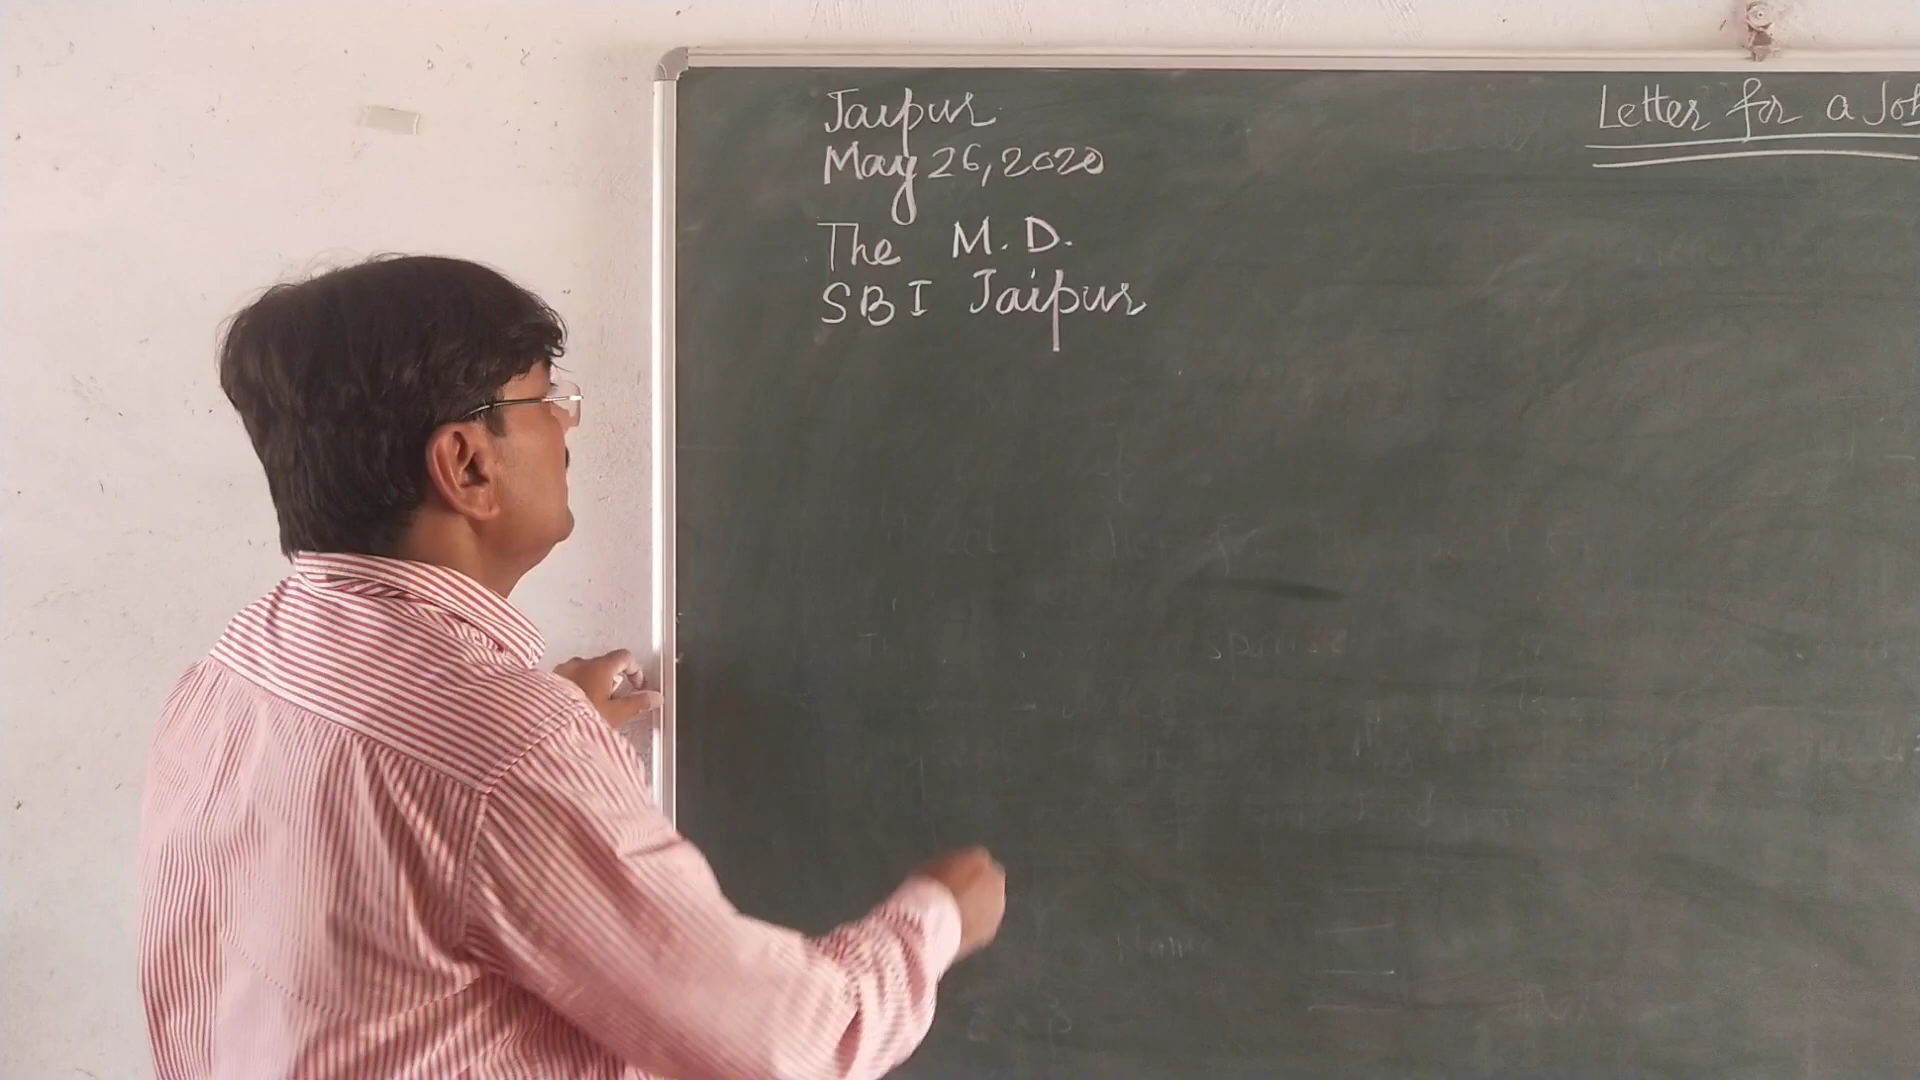 Letter for a Job
Jaipur
May 26, 2020
The M. D.
SBI Jaipur